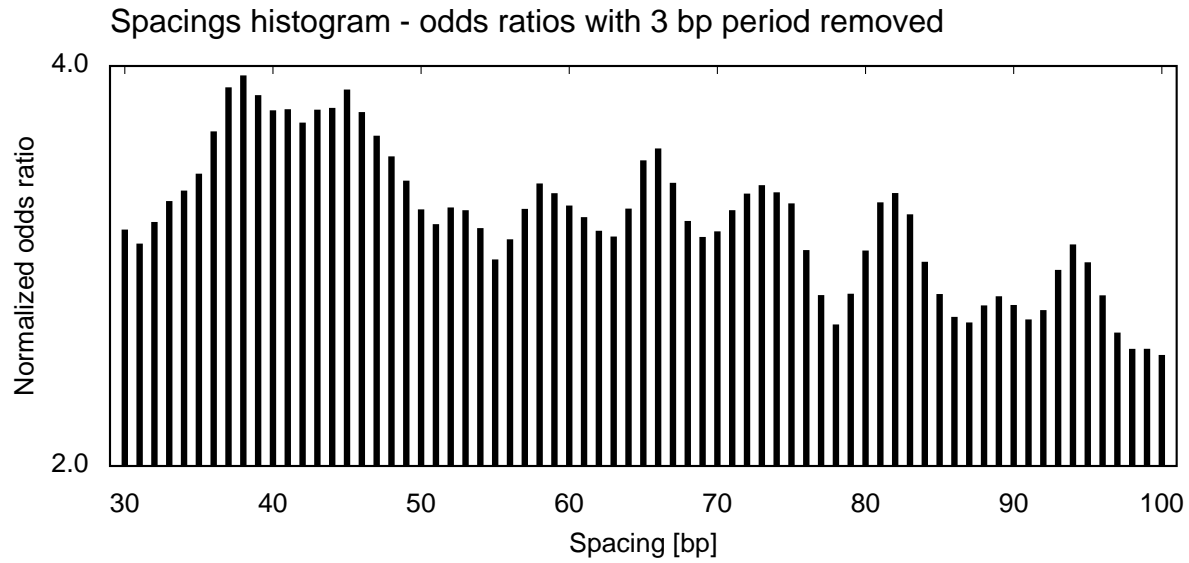 Spacings histogram - odds ratios with 3 bp period removed
4.0
Normalized odds ratio
2.0
30 40 50 60 70 80 90 100
Spacing [bp]